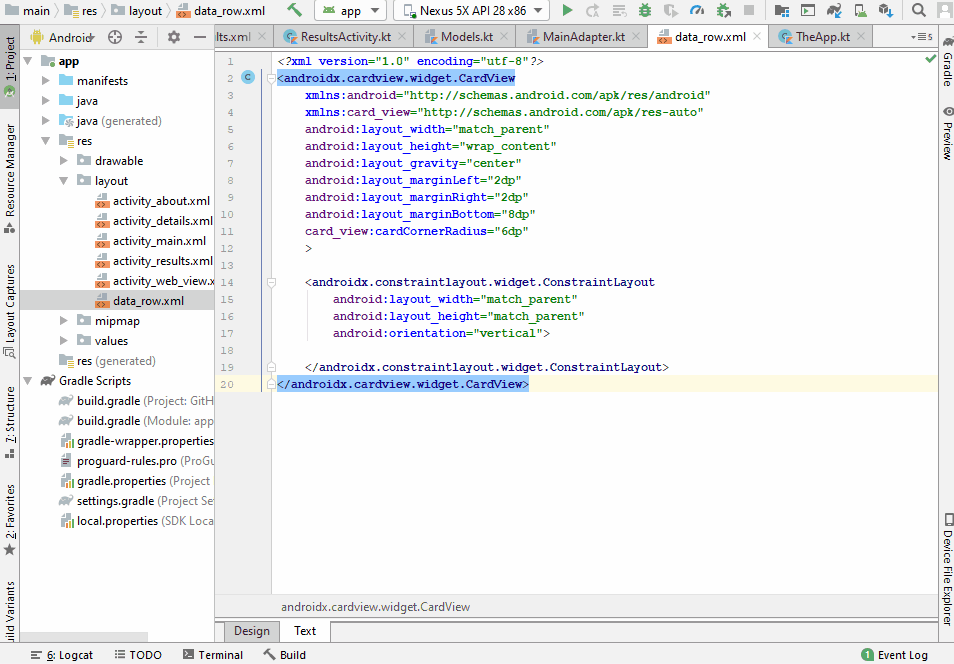 main res layout data_row.xml app Nexus 5X API 28 x86
Android
lts.xml ResultsActivity.kt Models.kt MainAdapter.kt data_row.xml TheApp.kt 5
1: Project
Resource Manager
Layout Captures
7: Structure
2: Favorites
uild Variants
app
manifests
java
java (generated)
res
drawable
layout
activity_about.xml
activity_details.xml
activity_main.xml
activity_results.xml
activity_web_view.x
data_row.xml
mipmap
values
res (generated)
Gradle Scripts
build.gradle (Project: GitH
build.gradle (Module: app
gradle-wrapper.properties
proguard-rules.pro (ProGu
gradle.properties (Project
settings.gradle (Project Se
local.properties (SDK Loca
1 <?xml version="1.0" encoding="utf-8"?>
2 C <androidx.cardview.widget.CardView
3 xmlns:android="http://schemas.android.com/apk/res/android"
4 xmlns:card_view="http://schemas.android.com/apk/res-auto"
5 android:layout_width="match_parent"
6 android:layout_height="wrap_content"
7 android:layout_gravity="center"
8 android:layout_marginLeft="2dp"
9 android:layout_marginRight="2dp"
10 android:layout_marginBottom="8dp"
11 card_view:cardCornerRadius="6dp"
12 >
13
14 <androidx.constraintlayout.widget.ConstraintLayout
15 android:layout_width="match_parent"
16 android:layout_height="match_parent"
17 android:orientation="vertical">
18
19 </androidx.constraintlayout.widget.ConstraintLayout>
20 </androidx.cardview.widget.CardView>
androidx.cardview.widget.CardView
Design Text
Gradle
Preview
Device File Explorer
6: Logcat TODO Terminal Build 1 Event Log